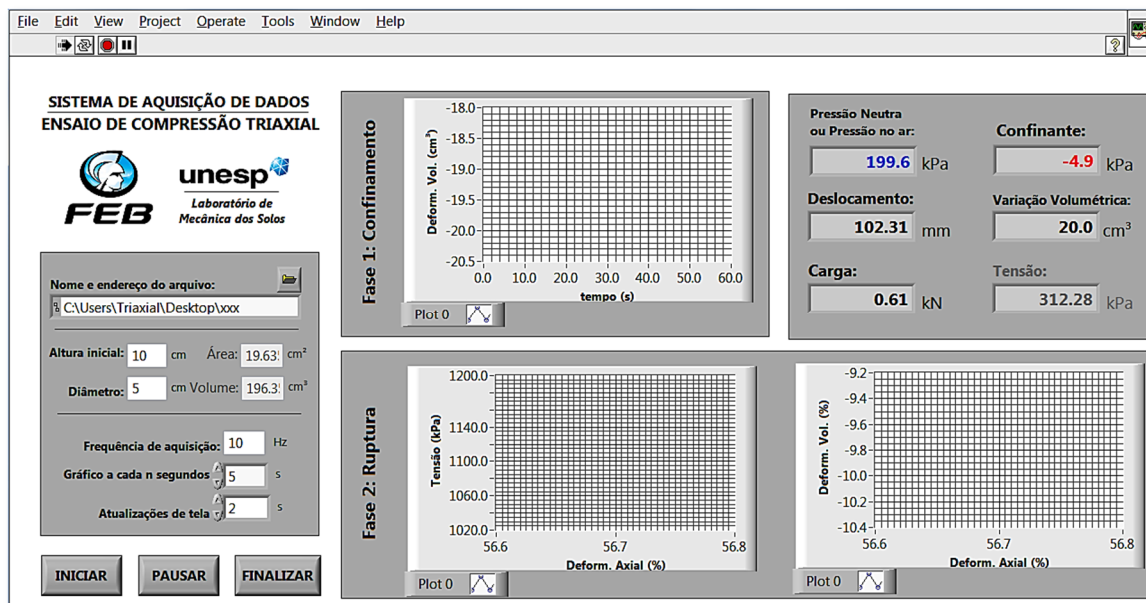 File Edit View Project Operate Tools Window Help
SISTEMA DE AQUISIÇÃO DE DADOS
ENSAIO DE COMPRESSÃO TRIAXIAL
FEB
unesp
Laboratório de
Mecânica dos Solos
Nome e endereço do arquivo:
C:\Users\Triaxial\Desktop\xxx
Altura inicial: 10 cm Área: 19.635 cm²
Diâmetro: 5 cm Volume: 196.3 cm³
Frequência de aquisição: 10 Hz
Gráfico a cada n segundos 5 s
Atualizações de tela 2 s
INICIAR PAUSAR FINALIZAR
Fase 1: Confinamento
Deform. Vol. (cm³)
-18.0
-18.5
-19.0
-19.5
-20.0
-20.5
0.0 10.0 20.0 30.0 40.0 50.0 60.0
tempo (s)
Plot 0
Pressão Neutra
ou Pressão no ar:
199.6 kPa
Confinante:
-4.9 kPa
Deslocamento:
102.31 mm
Variação Volumétrica:
20.0 cm³
Carga:
0.61 kN
Tensão:
312.28 kPa
Fase 2: Ruptura
Tensão (kPa)
1200.0
1140.0
1100.0
1060.0
1020.0
56.6 56.7 56.8
Deform. Axial (%)
Plot 0
Deform. Vol. (%)
-9.2
-9.4
-9.6
-9.8
-10.0
-10.2
-10.4
56.6 56.7 56.8
Deform. Axial (%)
Plot 0